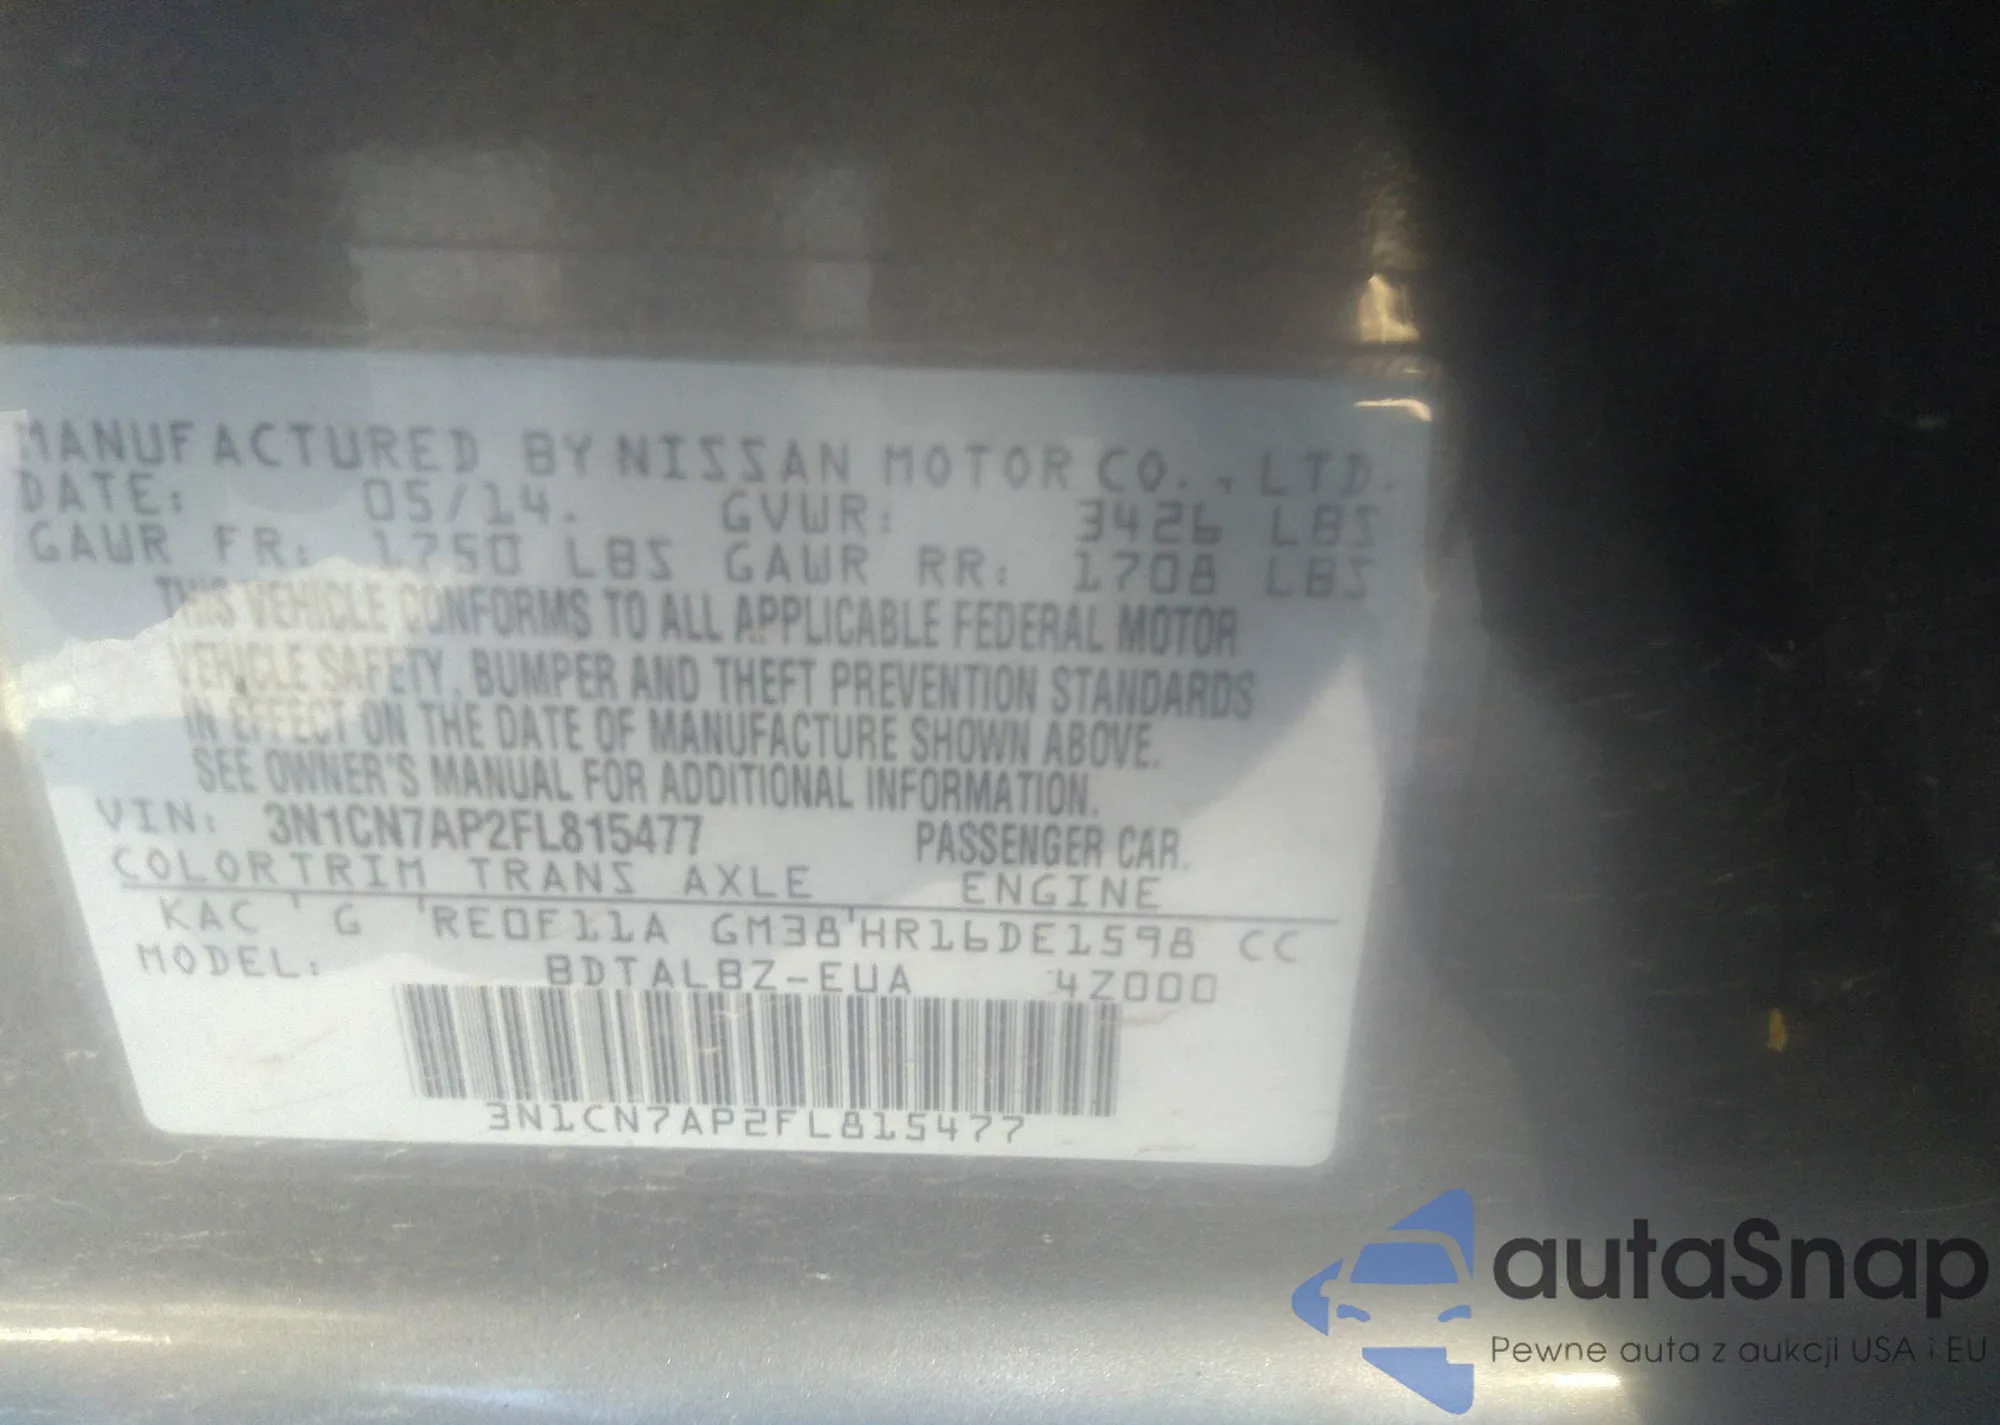 MANUFACTURED BY NISSAN MOTOR CO., LTD.
DATE: 05/14. GVWR: 3426 LBS
GAWR FR: 1750 LBS GAWR RR: 1708 LBS
THIS VEHICLE CONFORMS TO ALL APPLICABLE FEDERAL MOTOR
VEHICLE SAFETY, BUMPER AND THEFT PREVENTION STANDARDS
IN EFFECT ON THE DATE OF MANUFACTURE SHOWN ABOVE.
SEE OWNER'S MANUAL FOR ADDITIONAL INFORMATION.
VIN: 3N1CN7AP2FL815477 PASSENGER CAR.
COLOR TRIM TRANS AXLE ENGINE
KAC G RE0F11A GM38 HR16DE1598 CC
MODEL: BDTALBZ-EUA 4Z000
3N1CN7AP2FL815477
autaSnap
Pewne auta z aukcji USA i EU